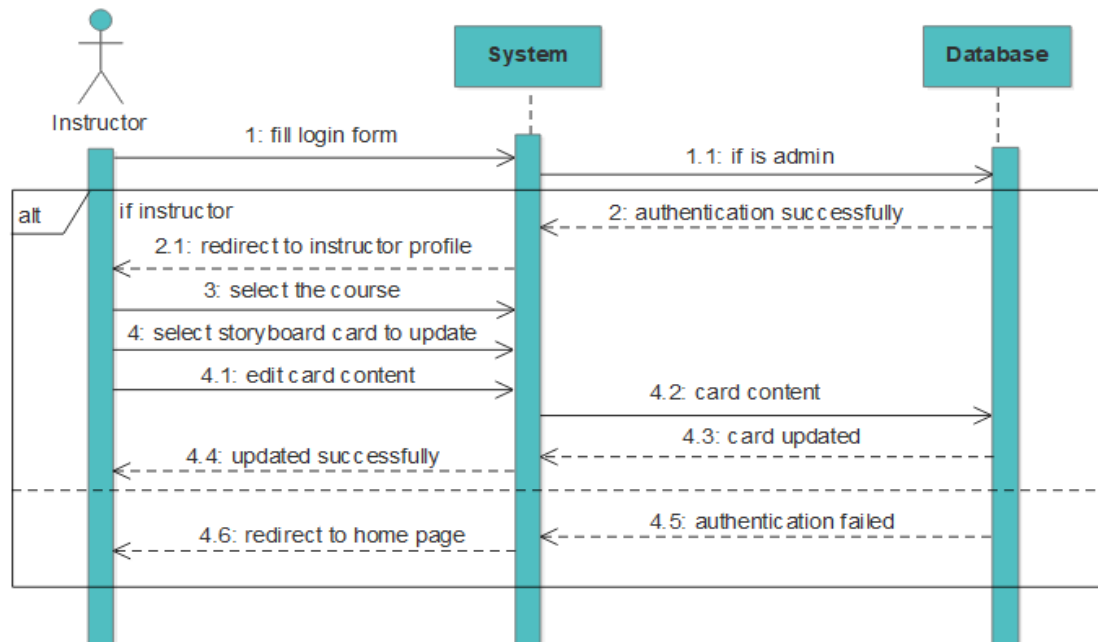 System
Database
Instructor
1: fill login form
1.1: if is admin
alt
if instructor
2: authentication successfully
2.1: redirect to instructor profile
3: select the course
4: select storyboard card to update
4.1: edit card content
4.2: card content
4.3: card updated
4.4: updated successfully
4.5: authentication failed
4.6: redirect to home page